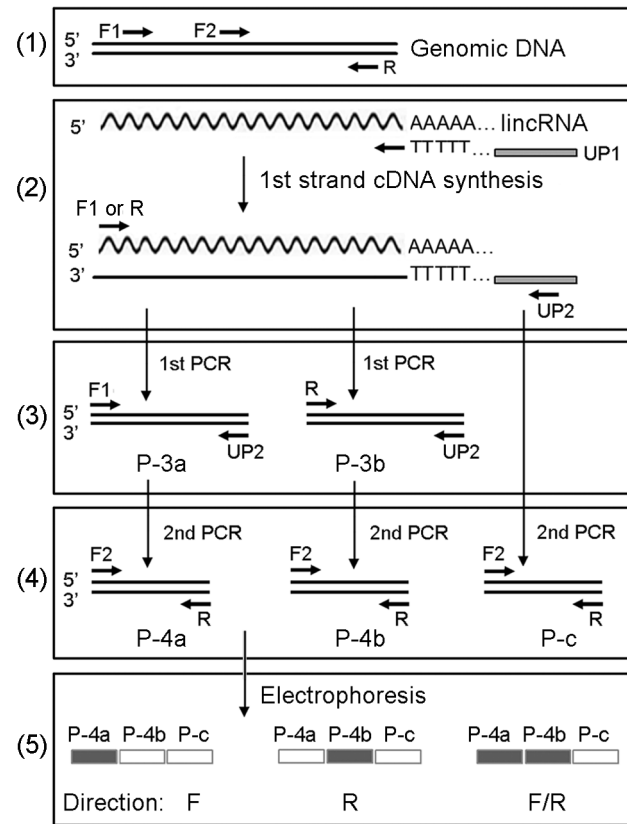 (1)
5’ F1 F2
3’ R Genomic DNA
(2)
5’ AAAAA… lincRNA
TTTTT… UP1
1st strand cDNA synthesis
F1 or R
5’ AAAAA…
3’ TTTTT…
UP2
1st PCR 1st PCR
(3)
F1 R
5’
3’
UP2 UP2
P-3a P-3b
2nd PCR 2nd PCR 2nd PCR
(4)
F2 F2 F2
5’
3’
R R R
P-4a P-4b P-c
Electrophoresis
(5)
P-4a P-4b P-c P-4a P-4b P-c P-4a P-4b P-c
Direction: F R F/R